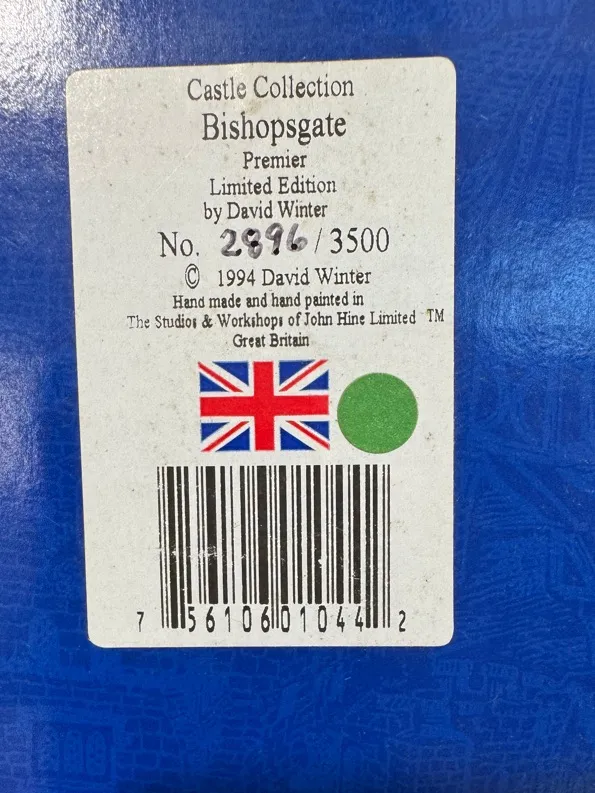 Castle Collection
Bishopsgate
Premier
Limited Edition
by David Winter
No. 2896 / 3500
© 1994 David Winter
Hand made and hand painted in
The Studios & Workshops of John Hine Limited TM
Great Britain
7 56106 01044 2